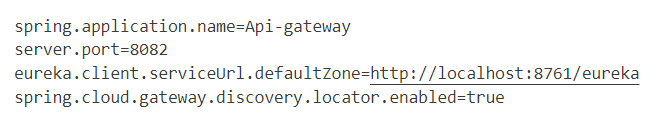 spring.application.name=Api-gateway
server.port=8082
eureka.client.serviceUrl.defaultZone=http://localhost:8761/eureka
spring.cloud.gateway.discovery.locator.enabled=true